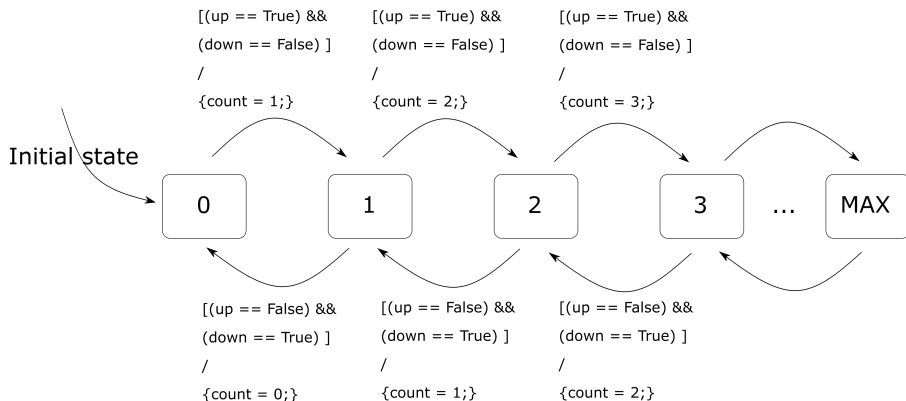 [(up == True) &&
(down == False) ]
/
{count = 1;}
[(up == True) &&
(down == False) ]
/
{count = 2;}
[(up == True) &&
(down == False) ]
/
{count = 3;}
Initial state
0
1
2
3
...
MAX
[(up == False) &&
(down == True) ]
/
{count = 0;}
[(up == False) &&
(down == True) ]
/
{count = 1;}
[(up == False) &&
(down == True) ]
/
{count = 2;}